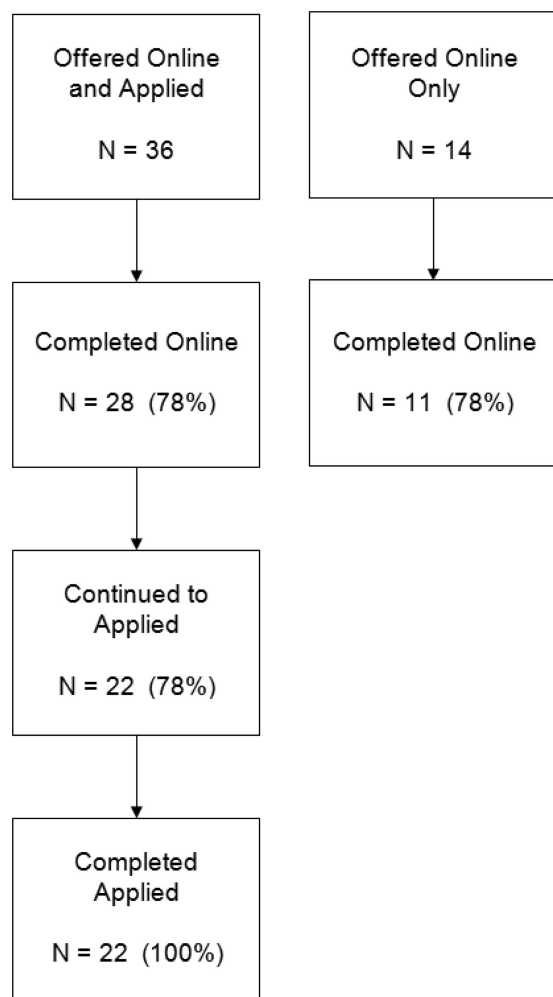 Offered Online
and Applied
N = 36
Offered Online
Only
N = 14
Completed Online
N = 28 (78%)
Completed Online
N = 11 (78%)
Continued to
Applied
N = 22 (78%)
Completed
Applied
N = 22 (100%)